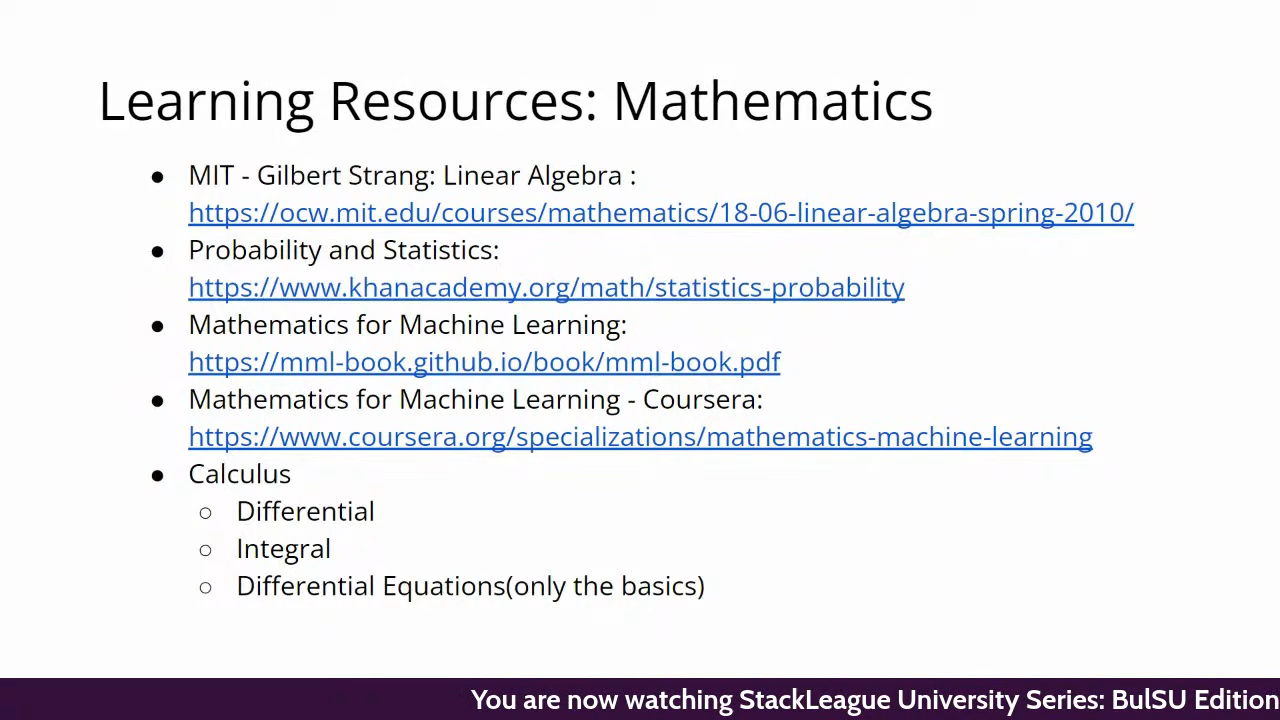 Learning Resources: Mathematics
● MIT - Gilbert Strang: Linear Algebra :
https://ocw.mit.edu/courses/mathematics/18-06-linear-algebra-spring-2010/
● Probability and Statistics:
https://www.khanacademy.org/math/statistics-probability
● Mathematics for Machine Learning:
https://mml-book.github.io/book/mml-book.pdf
● Mathematics for Machine Learning - Coursera:
https://www.coursera.org/specializations/mathematics-machine-learning
● Calculus
○ Differential
○ Integral
○ Differential Equations(only the basics)
You are now watching StackLeague University Series: BulSU Edition